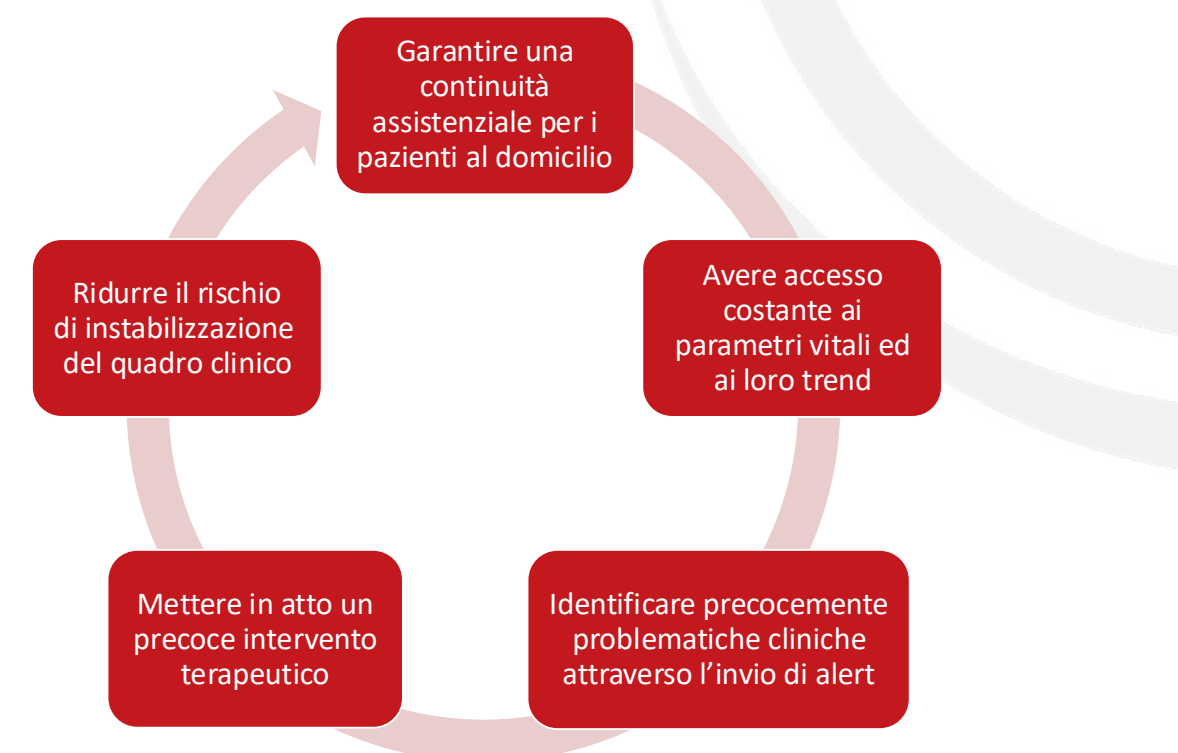 Garantire una
continuità
assistenziale per i
pazienti al domicilio
Avere accesso
costante ai
parametri vitali ed
ai loro trend
Identificare precocemente
problematiche cliniche
attraverso l’invio di alert
Mettere in atto un
precoce intervento
terapeutico
Ridurre il rischio
di instabilizzazione
del quadro clinico